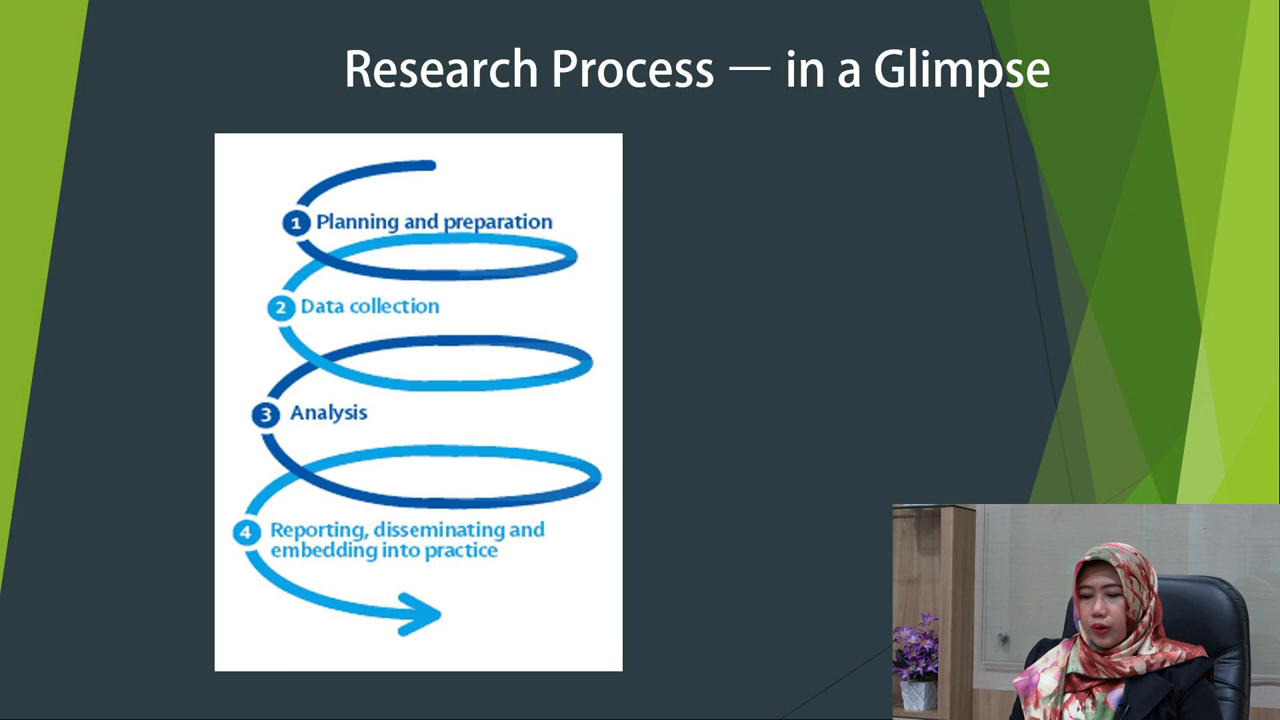 Research Process — in a Glimpse
1 Planning and preparation
2 Data collection
3 Analysis
4 Reporting, disseminating and
embedding into practice